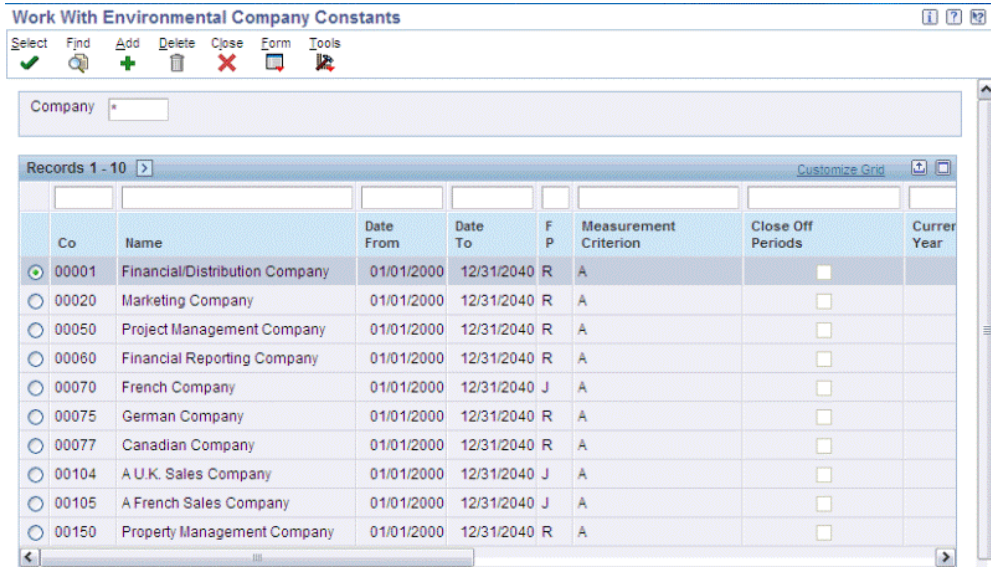 Work With Environmental Company Constants
Select Find Add Delete Close Form Tools
Company *
Records 1 - 10 Customize Grid
Co Name Date From Date To F P Measurement Criterion Close Off Periods Curren Year
00001 Financial/Distribution Company 01/01/2000 12/31/2040 R A
00020 Marketing Company 01/01/2000 12/31/2040 R A
00050 Project Management Company 01/01/2000 12/31/2040 R A
00060 Financial Reporting Company 01/01/2000 12/31/2040 R A
00070 French Company 01/01/2000 12/31/2040 J A
00075 German Company 01/01/2000 12/31/2040 R A
00077 Canadian Company 01/01/2000 12/31/2040 R A
00104 A U.K. Sales Company 01/01/2000 12/31/2040 J A
00105 A French Sales Company 01/01/2000 12/31/2040 J A
00150 Property Management Company 01/01/2000 12/31/2040 R A